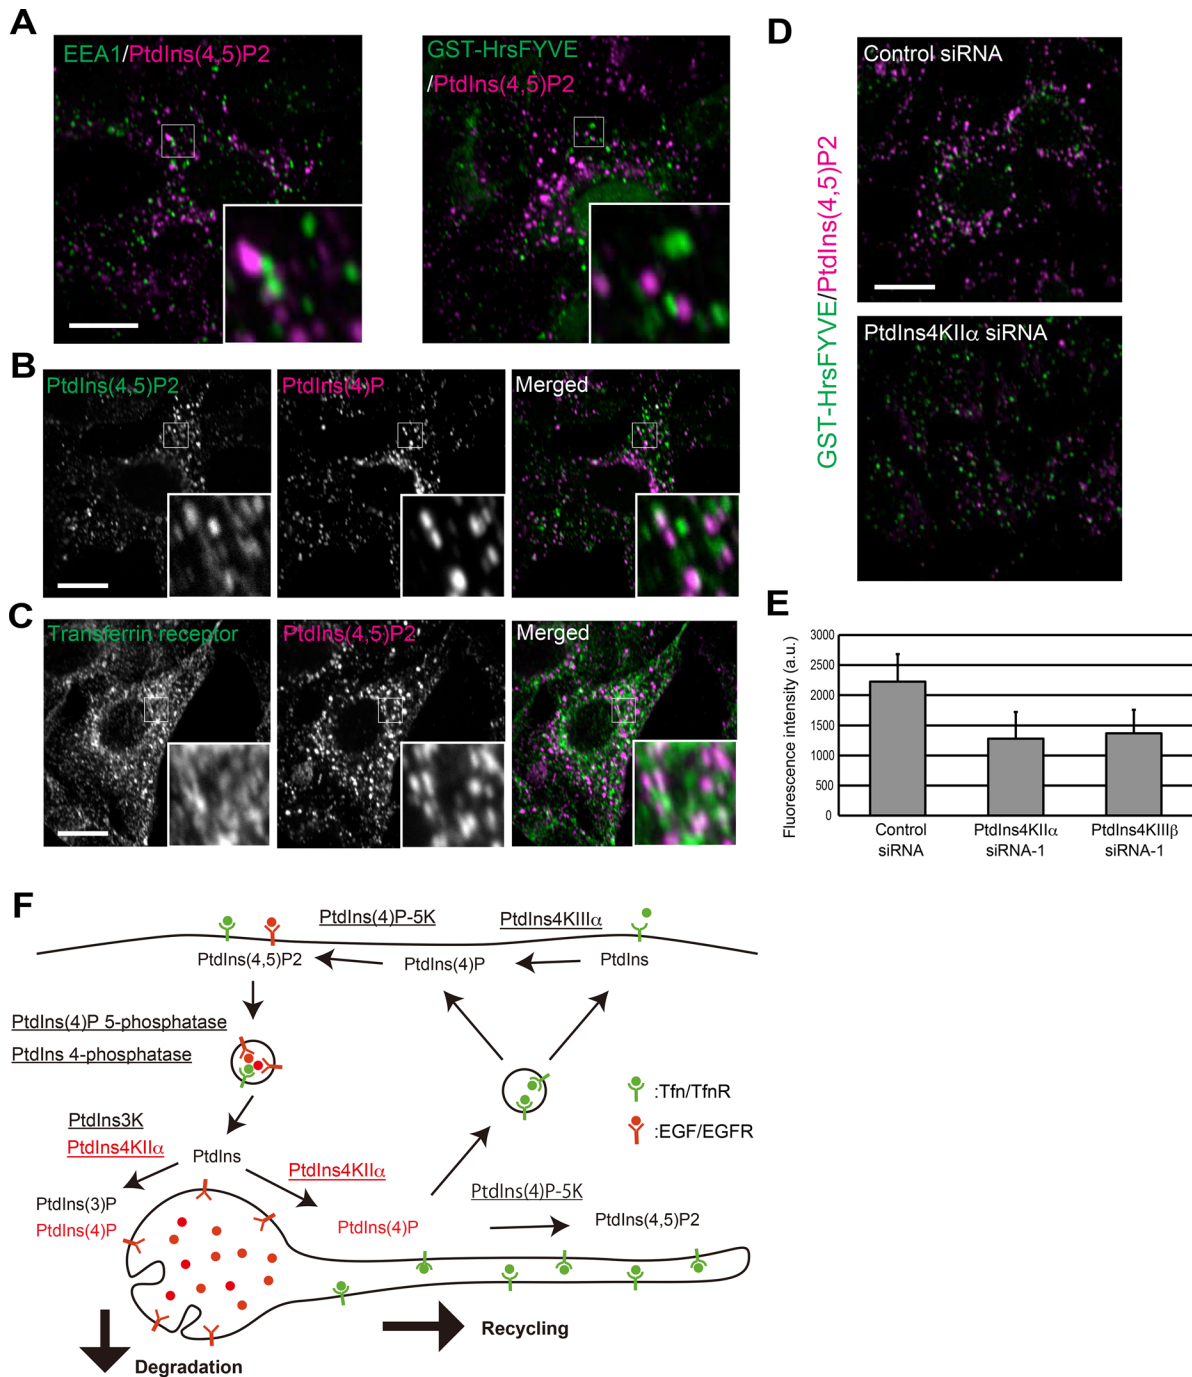 A
EEA1/PtdIns(4,5)P2
GST-HrsFYVE
/PtdIns(4,5)P2
B
PtdIns(4,5)P2
PtdIns(4)P
Merged
C
Transferrin receptor
PtdIns(4,5)P2
Merged
D
Control siRNA
PtdIns4KIIα siRNA
GST-HrsFYVE/PtdIns(4,5)P2
E
Fluorescence intensity (a.u.)
3000
2500
2000
1500
1000
500
0
Control
siRNA
PtdIns4KIIα
siRNA-1
PtdIns4KIIIβ
siRNA-1
F
PtdIns(4)P-5K
PtdIns4KIIIα
PtdIns(4,5)P2
PtdIns(4)P
PtdIns
PtdIns(4)P 5-phosphatase
PtdIns 4-phosphatase
:Tfn/TfnR
:EGF/EGFR
PtdIns3K
PtdIns4KIIα
PtdIns
PtdIns4KIIα
PtdIns(3)P
PtdIns(4)P
PtdIns(4)P
PtdIns(4)P-5K
PtdIns(4,5)P2
Recycling
Degradation